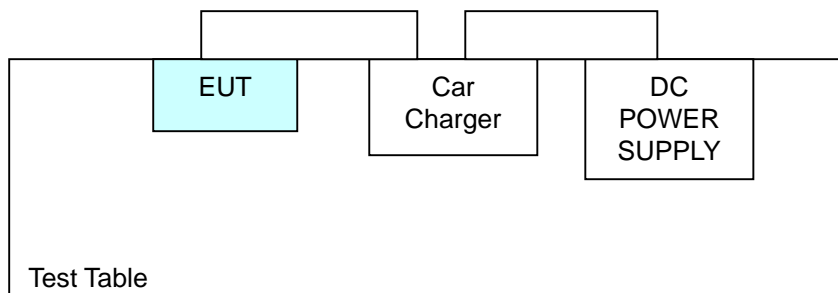 EUT
Car
Charger
DC
POWER
SUPPLY
Test Table